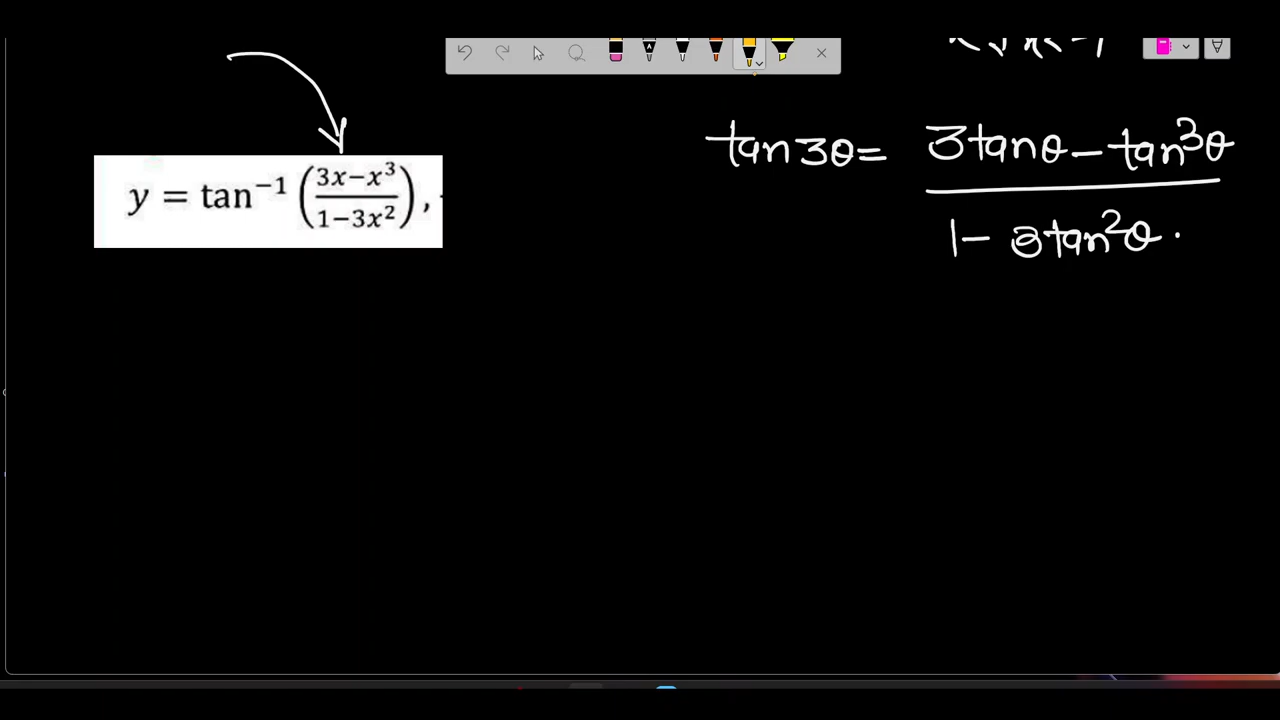 y = tan⁻¹ ((3x−x³)/(1−3x²)),
tan3θ = (3tanθ − tan³θ)/(1 − 3tan²θ) .